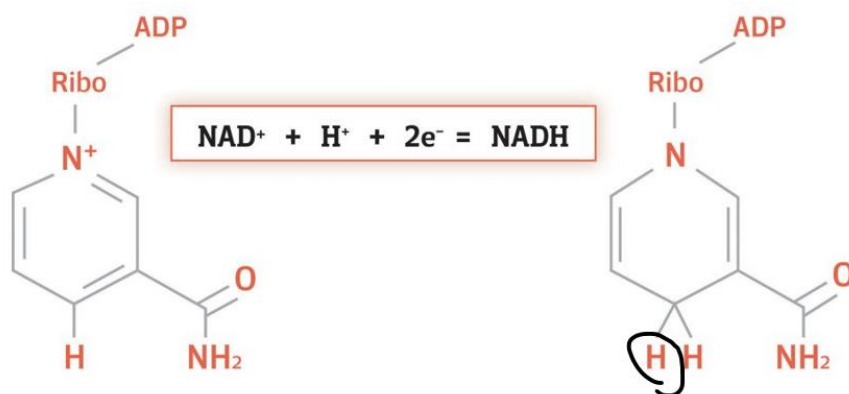 ADP
Ribo
N+
O
H
NH₂
NAD⁺ + H⁺ + 2e⁻ = NADH
ADP
Ribo
N
O
H H
NH₂